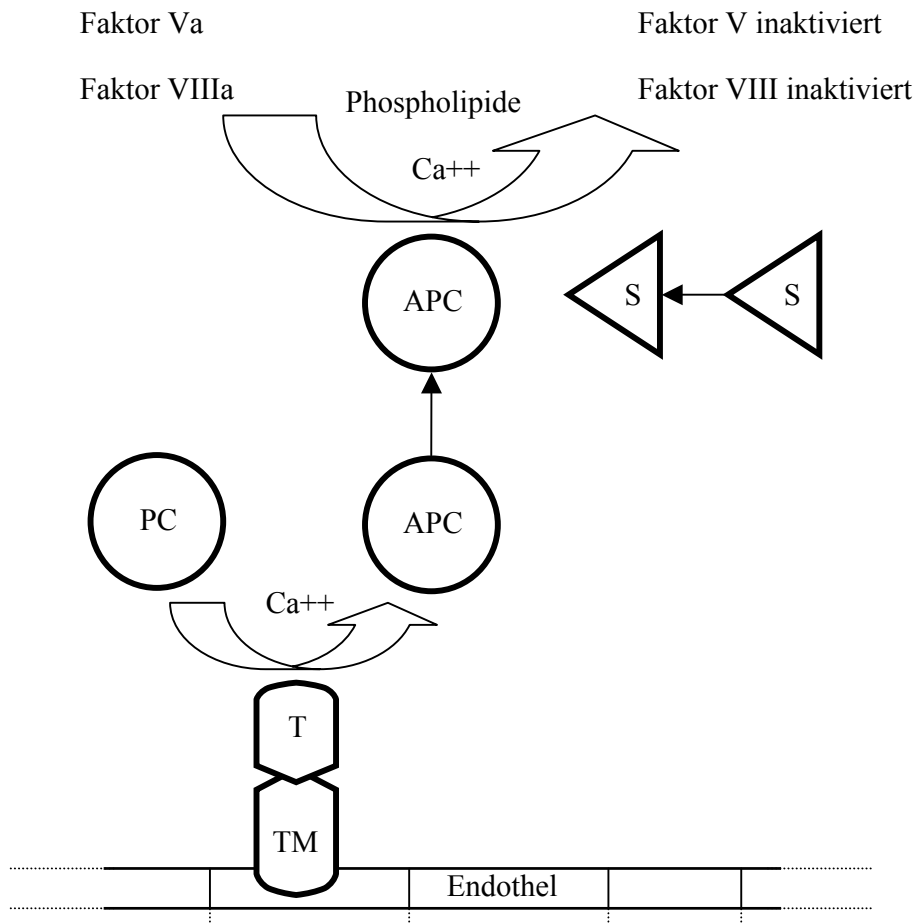 Faktor Va Faktor V inaktiviert
Faktor VIIIa Faktor VIII inaktiviert
Phospholipide
Ca++
APC S S
PC APC
Ca++
T
TM
Endothel